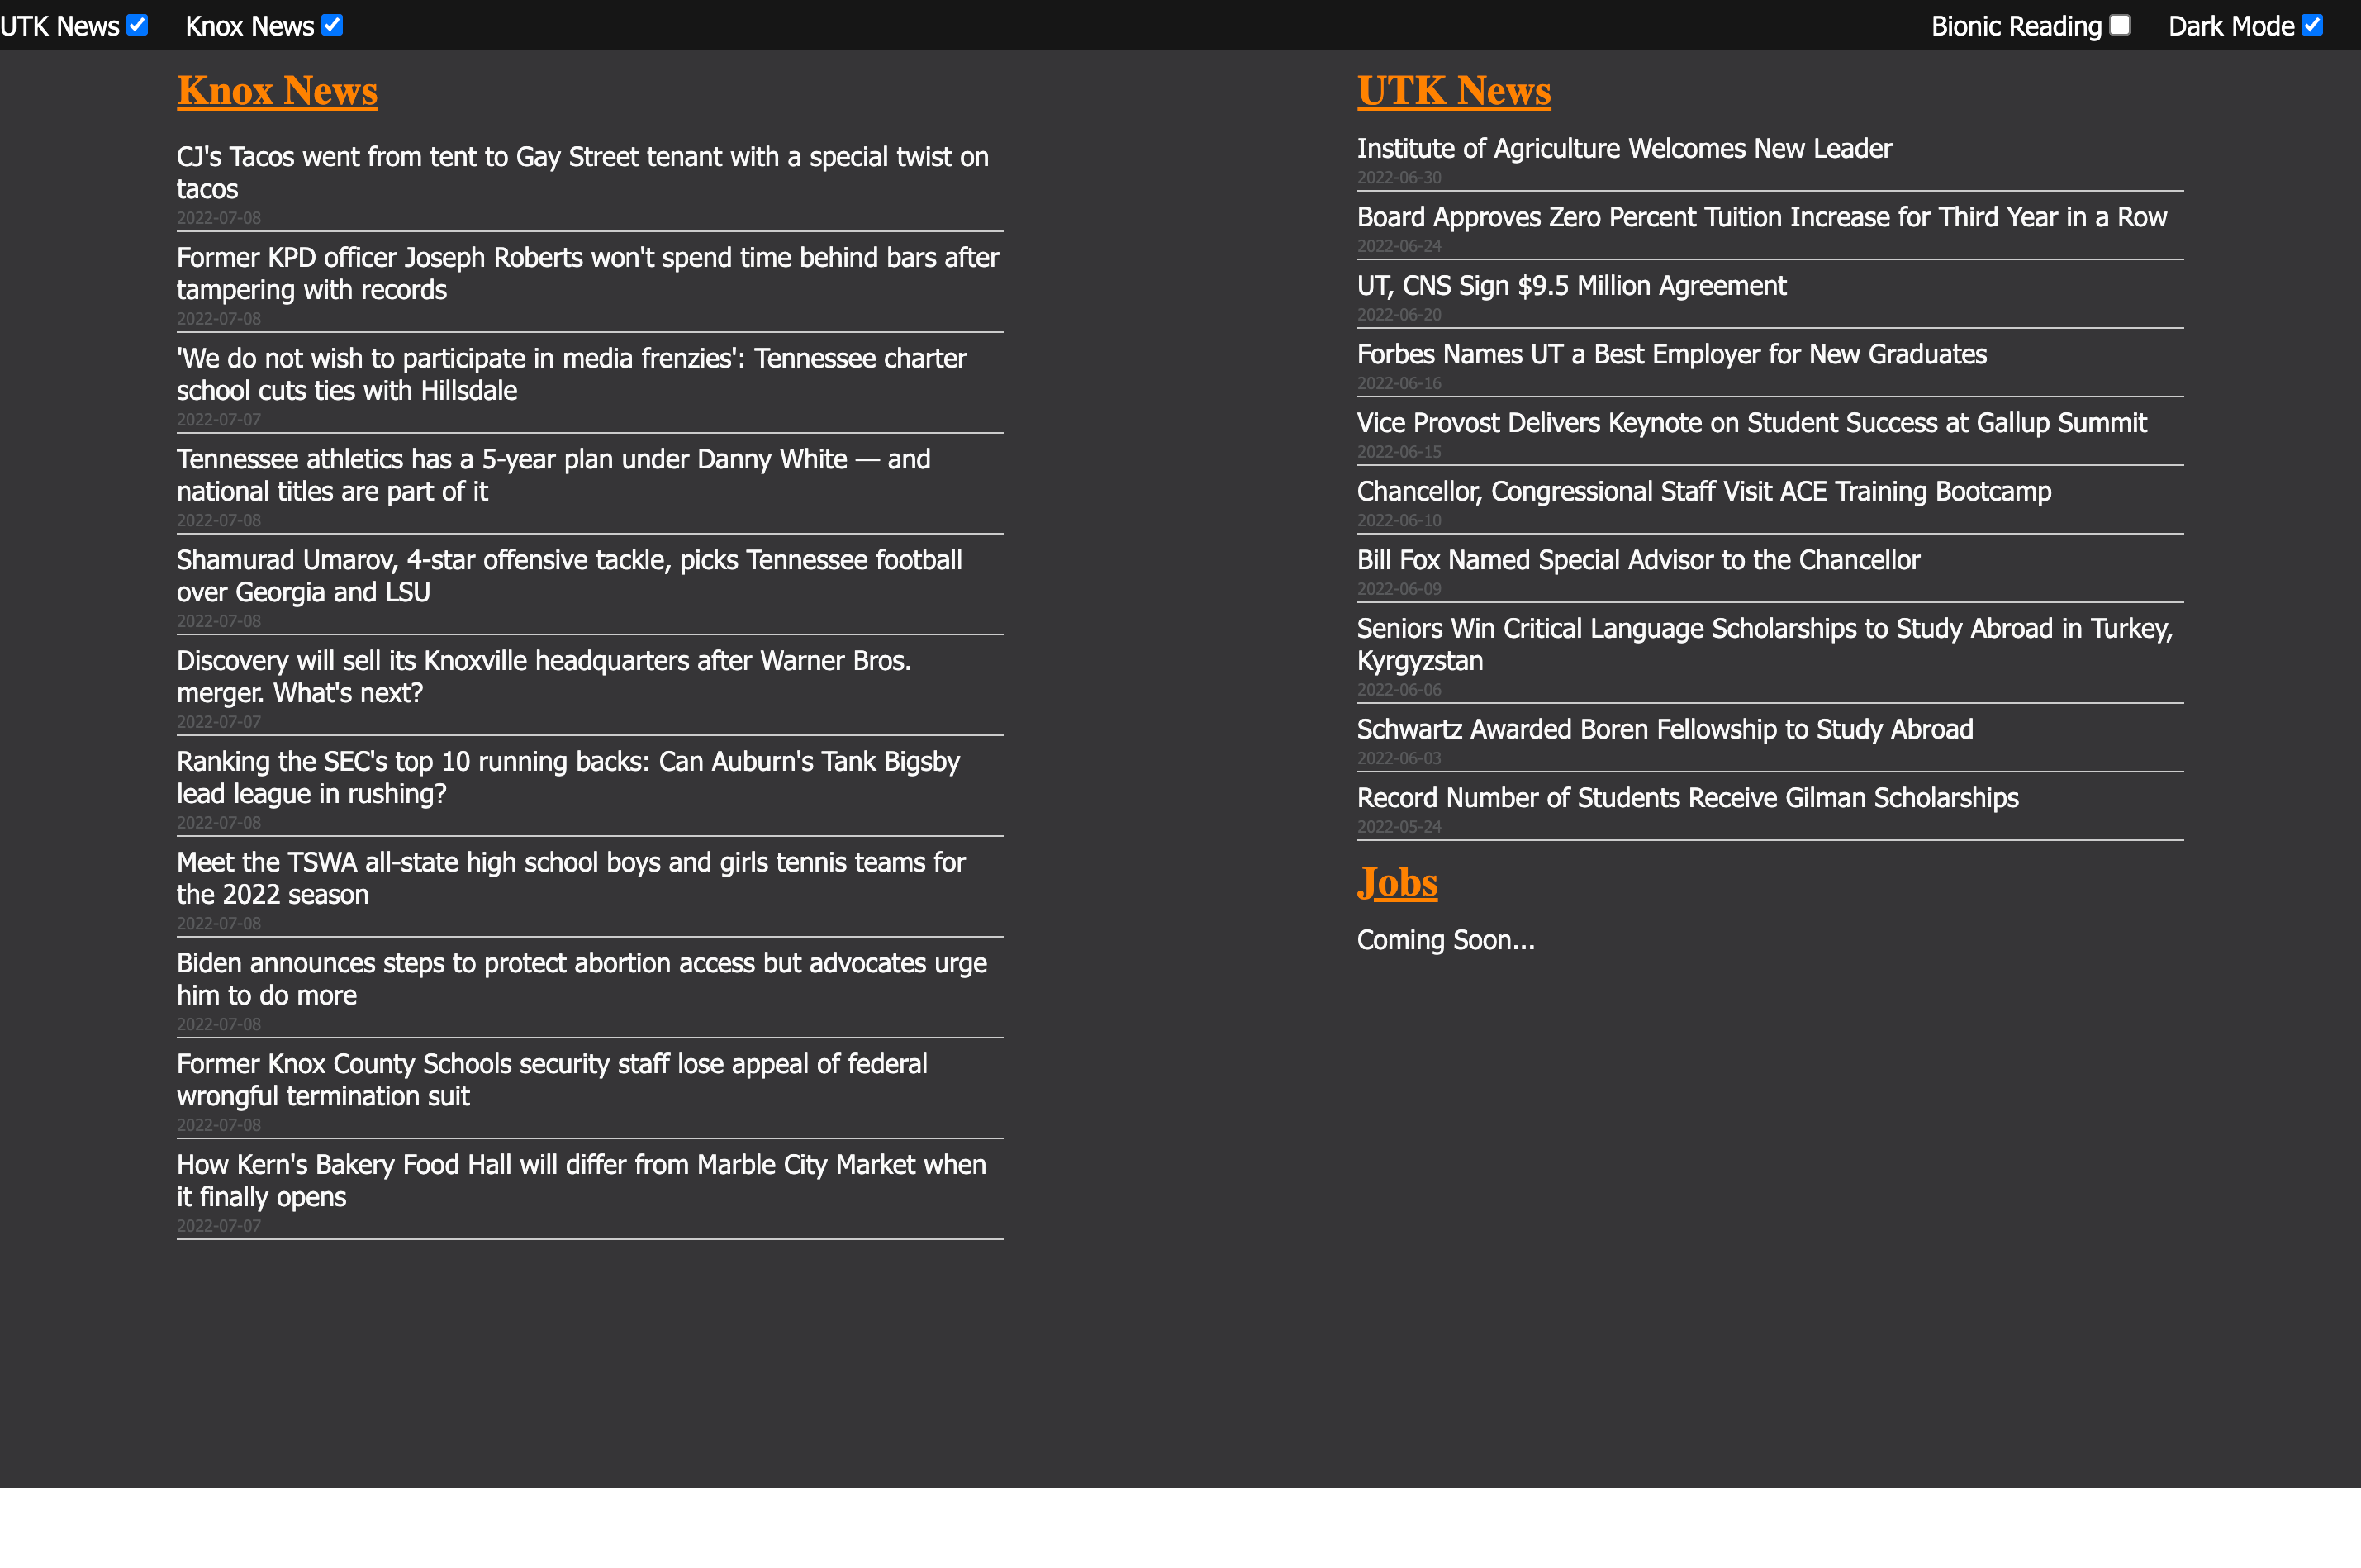 UTK News Knox News Bionic Reading Dark Mode
Knox News
CJ's Tacos went from tent to Gay Street tenant with a special twist on
tacos
2022-07-08
Former KPD officer Joseph Roberts won't spend time behind bars after
tampering with records
2022-07-08
'We do not wish to participate in media frenzies': Tennessee charter
school cuts ties with Hillsdale
2022-07-07
Tennessee athletics has a 5-year plan under Danny White — and
national titles are part of it
2022-07-08
Shamurad Umarov, 4-star offensive tackle, picks Tennessee football
over Georgia and LSU
2022-07-08
Discovery will sell its Knoxville headquarters after Warner Bros.
merger. What's next?
2022-07-07
Ranking the SEC's top 10 running backs: Can Auburn's Tank Bigsby
lead league in rushing?
2022-07-08
Meet the TSWA all-state high school boys and girls tennis teams for
the 2022 season
2022-07-08
Biden announces steps to protect abortion access but advocates urge
him to do more
2022-07-08
Former Knox County Schools security staff lose appeal of federal
wrongful termination suit
2022-07-08
How Kern's Bakery Food Hall will differ from Marble City Market when
it finally opens
2022-07-07
UTK News
Institute of Agriculture Welcomes New Leader
2022-06-30
Board Approves Zero Percent Tuition Increase for Third Year in a Row
2022-06-24
UT, CNS Sign $9.5 Million Agreement
2022-06-20
Forbes Names UT a Best Employer for New Graduates
2022-06-16
Vice Provost Delivers Keynote on Student Success at Gallup Summit
2022-06-15
Chancellor, Congressional Staff Visit ACE Training Bootcamp
2022-06-10
Bill Fox Named Special Advisor to the Chancellor
2022-06-09
Seniors Win Critical Language Scholarships to Study Abroad in Turkey,
Kyrgyzstan
2022-06-06
Schwartz Awarded Boren Fellowship to Study Abroad
2022-06-03
Record Number of Students Receive Gilman Scholarships
2022-05-24
Jobs
Coming Soon...